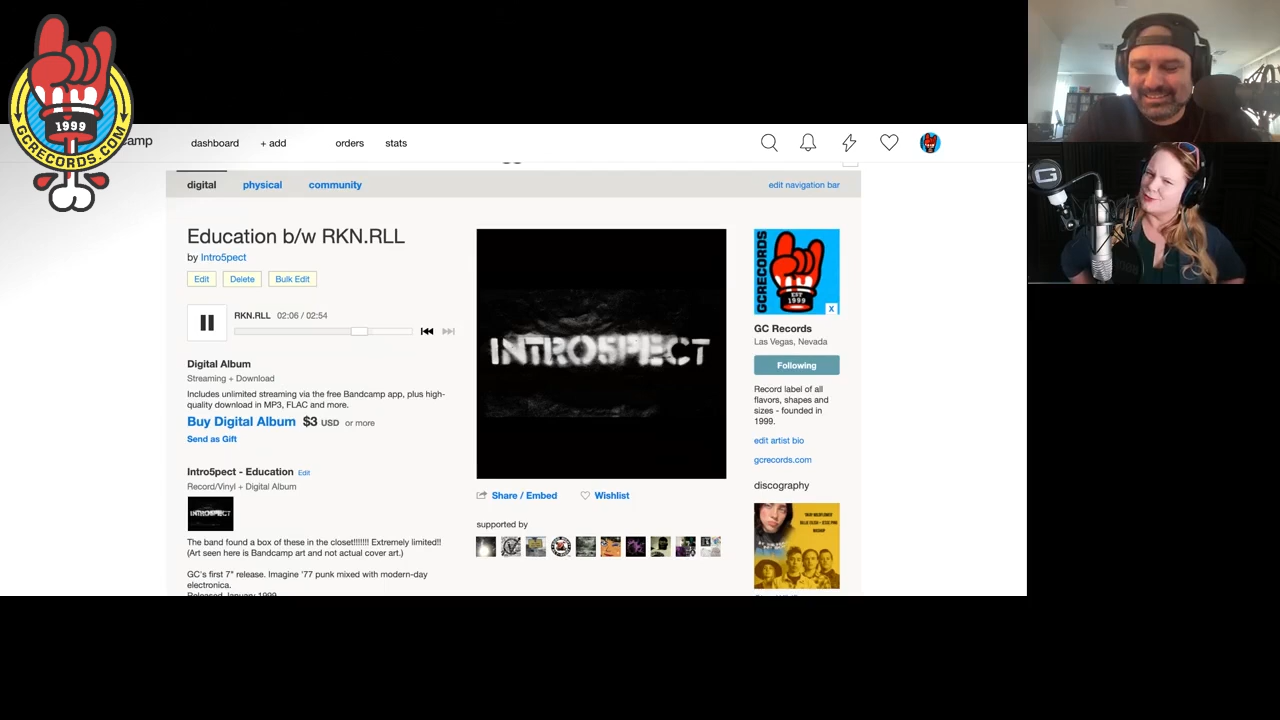 1999
GCRECORDS.COM
camp
dashboard
+ add
orders
stats
digital
physical
community
edit navigation bar
Education b/w RKN.RLL
by Intro5pect
Edit
Delete
Bulk Edit
RKN.RLL 02:06 / 02:54
Digital Album
Streaming + Download
Includes unlimited streaming via the free Bandcamp app, plus high-
quality download in MP3, FLAC and more.
Buy Digital Album $3 USD or more
Send as Gift
Intro5pect - Education Edit
Record/Vinyl + Digital Album
INTRO5PECT
The band found a box of these in the closet!!!!!!! Extremely limited!!
(Art seen here is Bandcamp art and not actual cover art.)
GC's first 7" release. Imagine '77 punk mixed with modern-day
electronica.
Released January 1999
INTRO5PECT
Share / Embed
Wishlist
supported by
GCRECORDS
EST
1999
X
GC Records
Las Vegas, Nevada
Following
Record label of all
flavors, shapes and
sizes - founded in
1999.
edit artist bio
gcrecords.com
discography
G